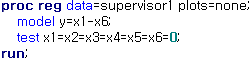 proc reg data=supervisor1 plots=none;
model y=x1-x6;
test x1=x2=x3=x4=x5=x6=0;
run;